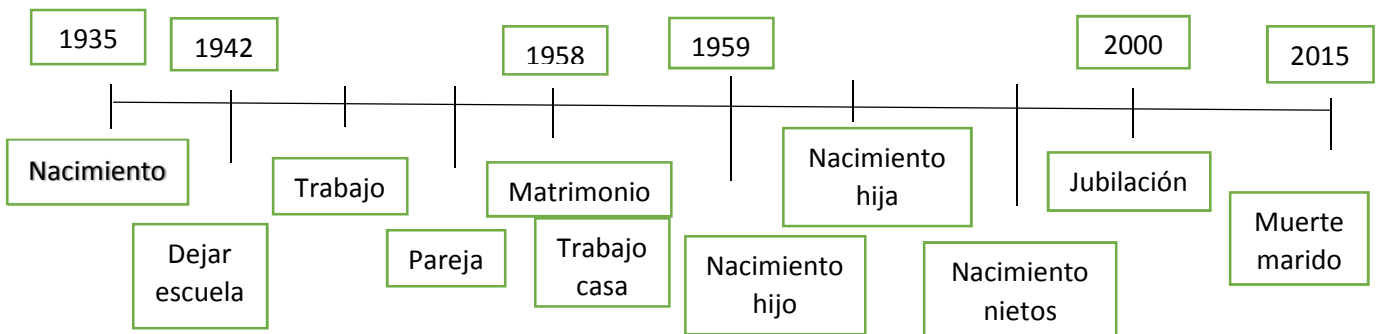 1935
1942
1958
1959
2000
2015
Nacimiento
Dejar
escuela
Trabajo
Pareja
Matrimonio
Trabajo
casa
Nacimiento
hijo
Nacimiento
hija
Nacimiento
nietos
Jubilación
Muerte
marido